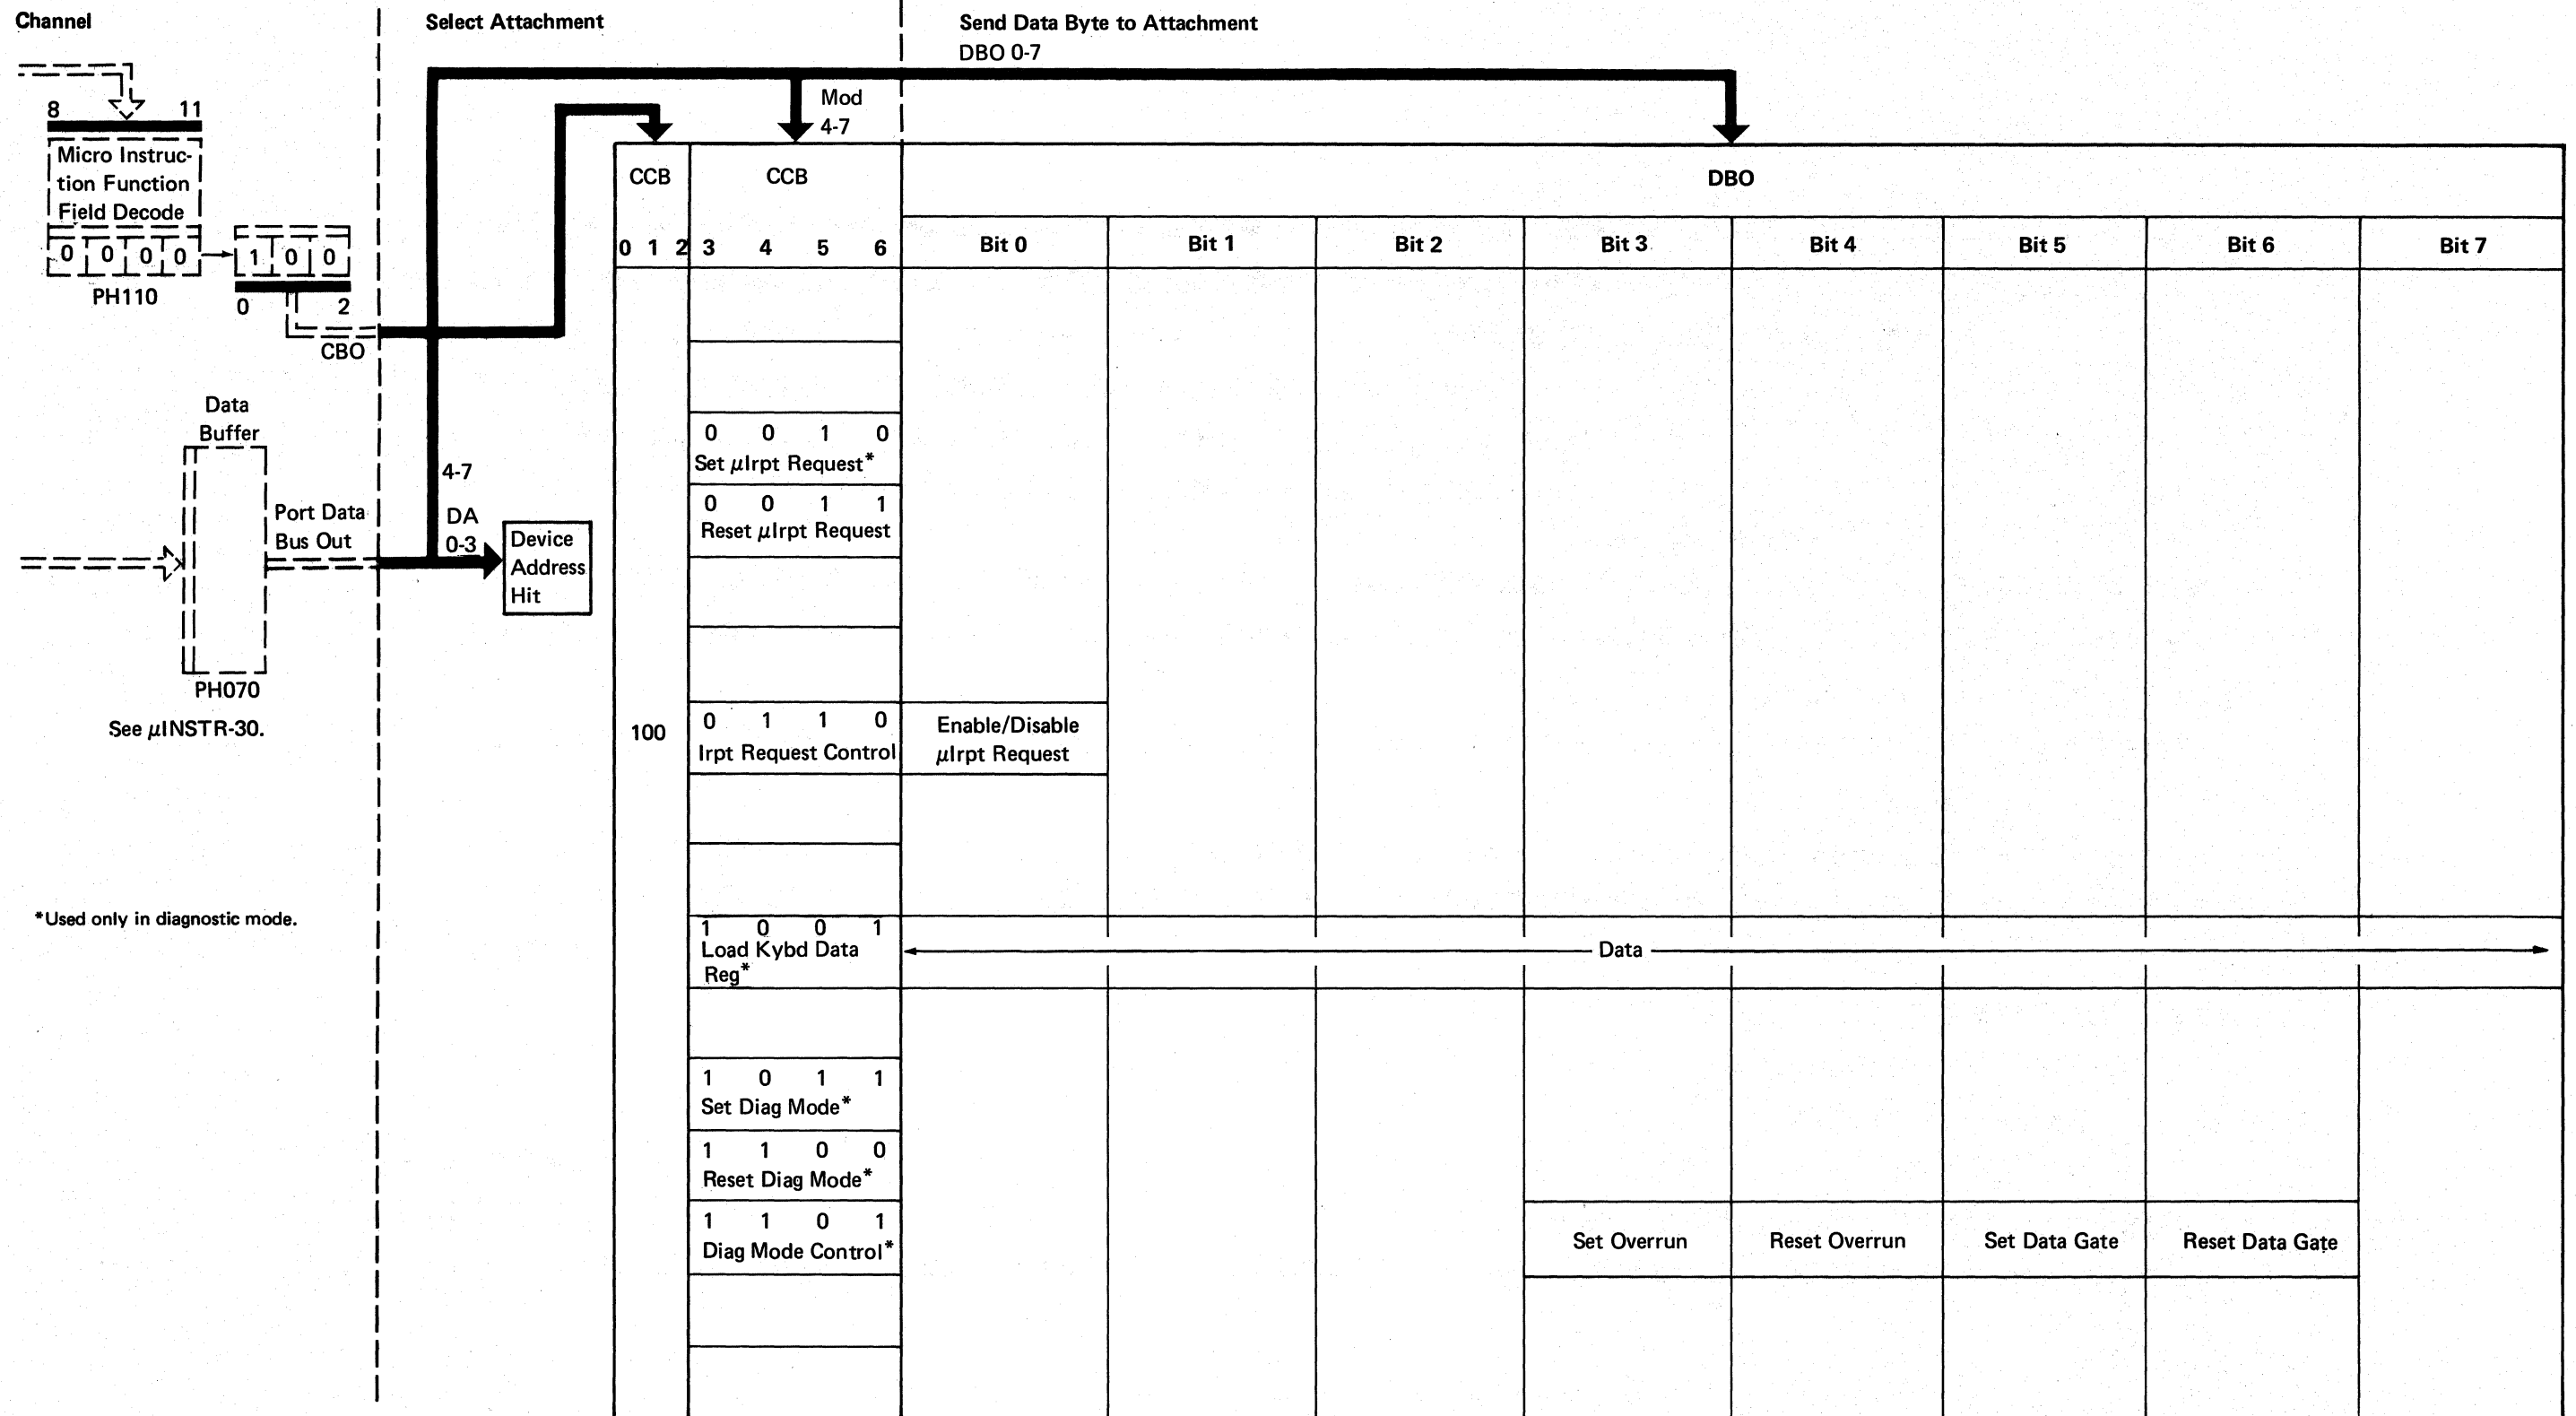 Channel
Select Attachment
Send Data Byte to Attachment
DBO 0-7
8 11
Micro Instruc-
tion Function
Field Decode
0 0 0 0
1 0 0
PH110
0 2
CBO
Mod
4-7
Data
Buffer
4-7
Port Data
Bus Out
DA
0-3
Device
Address
Hit
PH070
See μINSTR-30.
*Used only in diagnostic mode.
CCB CCB DBO
0 1 2 3 4 5 6 Bit 0 Bit 1 Bit 2 Bit 3 Bit 4 Bit 5 Bit 6 Bit 7
0 0 1 0
Set μIrpt Request*
0 0 1 1
Reset μIrpt Request
100
0 1 1 0
Irpt Request Control
Enable/Disable
μIrpt Request
1 0 0 1
Load Kybd Data
Reg*
Data
1 0 1 1
Set Diag Mode*
1 1 0 0
Reset Diag Mode*
1 1 0 1
Diag Mode Control*
Set Overrun Reset Overrun Set Data Gate Reset Data Gate